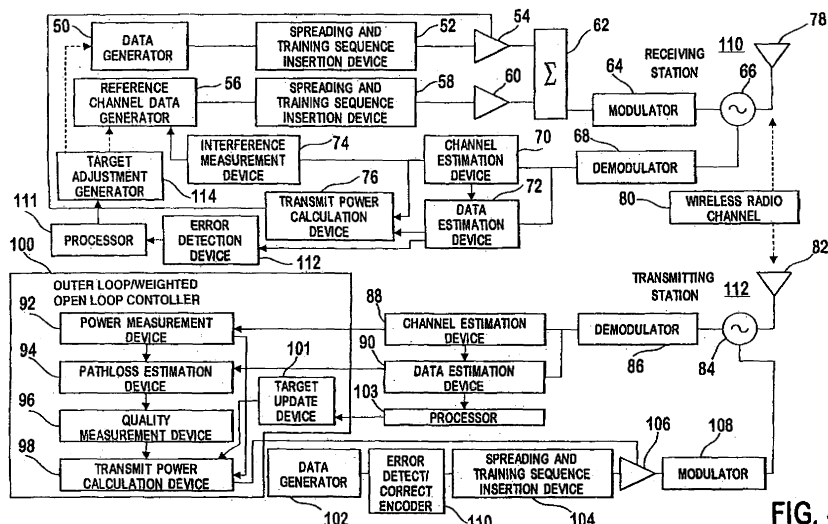 50
DATA
GENERATOR
SPREADING AND
TRAINING SEQUENCE
INSERTION DEVICE
52
54
62
Σ
RECEIVING
STATION
110
78
REFERENCE
CHANNEL DATA
GENERATOR
56
SPREADING AND
TRAINING SEQUENCE
INSERTION DEVICE
58
60
64
MODULATOR
66
68
DEMODULATOR
INTERFERENCE
MEASUREMENT
DEVICE
74
CHANNEL
ESTIMATION
DEVICE
70
TARGET
ADJUSTMENT
GENERATOR
114
76
TRANSMIT POWER
CALCULATION
DEVICE
72
DATA
ESTIMATION
DEVICE
80
WIRELESS RADIO
CHANNEL
111
PROCESSOR
ERROR
DETECTION
DEVICE
112
100
OUTER LOOP/WEIGHTED
OPEN LOOP CONTOLLER
TRANSMITTING
STATION
112
82
92
POWER MEASUREMENT
DEVICE
88
CHANNEL ESTIMATION
DEVICE
DEMODULATOR
86
84
94
PATHLOSS ESTIMATION
DEVICE
101
TARGET
UPDATE
DEVICE
90
DATA ESTIMATION
DEVICE
103
PROCESSOR
96
QUALITY
MEASUREMENT DEVICE
98
TRANSMIT POWER
CALCULATION DEVICE
DATA
GENERATOR
102
ERROR
DETECT/
CORRECT
ENCODER
110
SPREADING AND
TRAINING SEQUENCE
INSERTION DEVICE
104
106
108
MODULATOR
FIG.